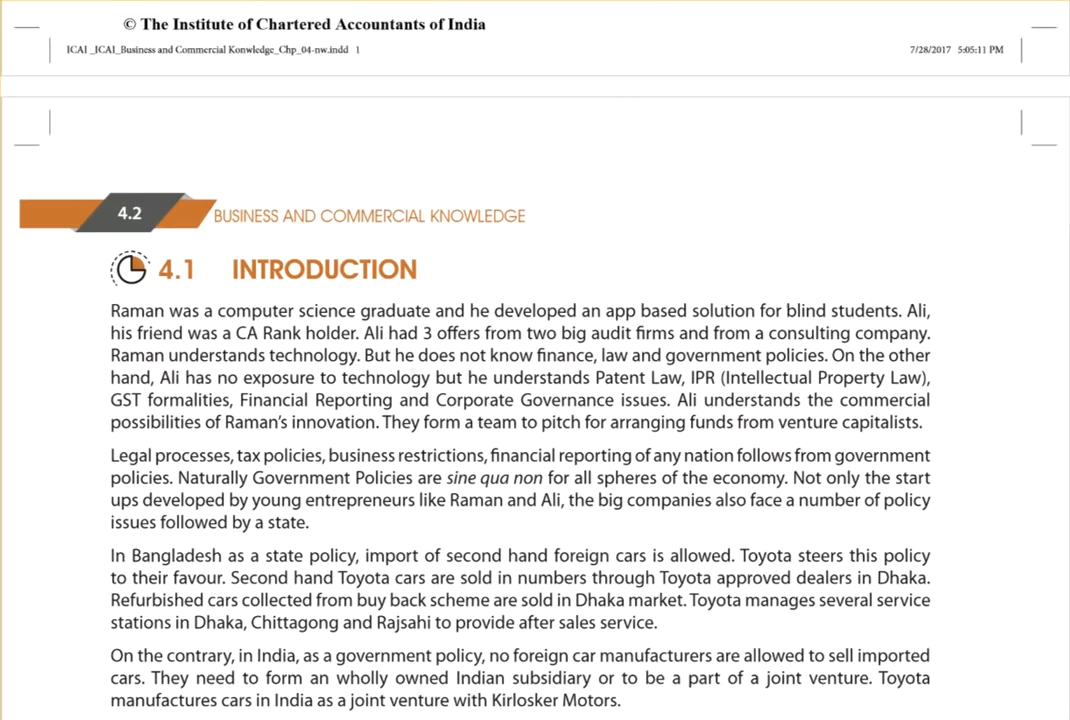 © The Institute of Chartered Accountants of India
ICAI _ICAI_Business and Commercial Konwledge_Chp_04-nw.indd 1
7/28/2017 5:05:11 PM
4.2
BUSINESS AND COMMERCIAL KNOWLEDGE
4.1 INTRODUCTION
Raman was a computer science graduate and he developed an app based solution for blind students. Ali,
his friend was a CA Rank holder. Ali had 3 offers from two big audit firms and from a consulting company.
Raman understands technology. But he does not know finance, law and government policies. On the other
hand, Ali has no exposure to technology but he understands Patent Law, IPR (Intellectual Property Law),
GST formalities, Financial Reporting and Corporate Governance issues. Ali understands the commercial
possibilities of Raman's innovation. They form a team to pitch for arranging funds from venture capitalists.
Legal processes, tax policies, business restrictions, financial reporting of any nation follows from government
policies. Naturally Government Policies are sine qua non for all spheres of the economy. Not only the start
ups developed by young entrepreneurs like Raman and Ali, the big companies also face a number of policy
issues followed by a state.
In Bangladesh as a state policy, import of second hand foreign cars is allowed. Toyota steers this policy
to their favour. Second hand Toyota cars are sold in numbers through Toyota approved dealers in Dhaka.
Refurbished cars collected from buy back scheme are sold in Dhaka market. Toyota manages several service
stations in Dhaka, Chittagong and Rajsahi to provide after sales service.
On the contrary, in India, as a government policy, no foreign car manufacturers are allowed to sell imported
cars. They need to form an wholly owned Indian subsidiary or to be a part of a joint venture. Toyota
manufactures cars in India as a joint venture with Kirlosker Motors.